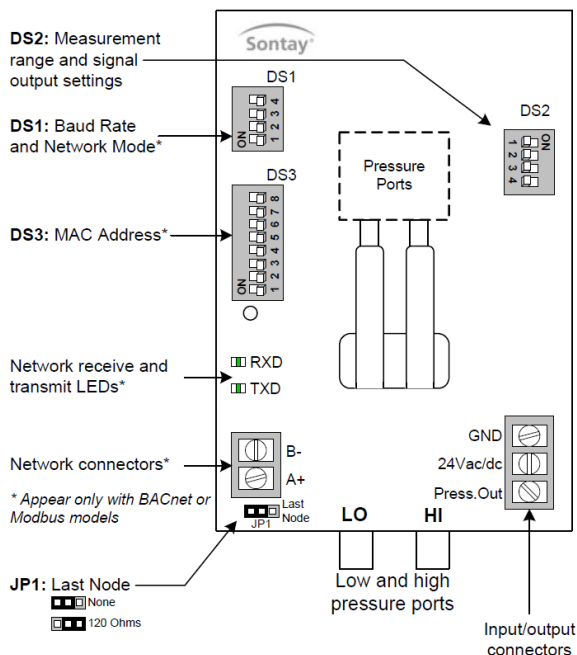 DS2: Measurement
range and signal
output settings
DS1: Baud Rate
and Network Mode*
DS3: MAC Address*
Network receive and
transmit LEDs*
Network connectors*
* Appear only with BACnet or
Modbus models
JP1: Last Node
None
120 Ohms
Sontay®
DS1
4
3
2
1
ON
DS3
8
7
6
5
4
3
2
1
ON
RXD
TXD
B-
A+
Last
Node
JP1
Pressure
Ports
DS2
ON
1
2
3
4
GND
24Vac/dc
Press.Out
LO
HI
Low and high
pressure ports
Input/output
connectors